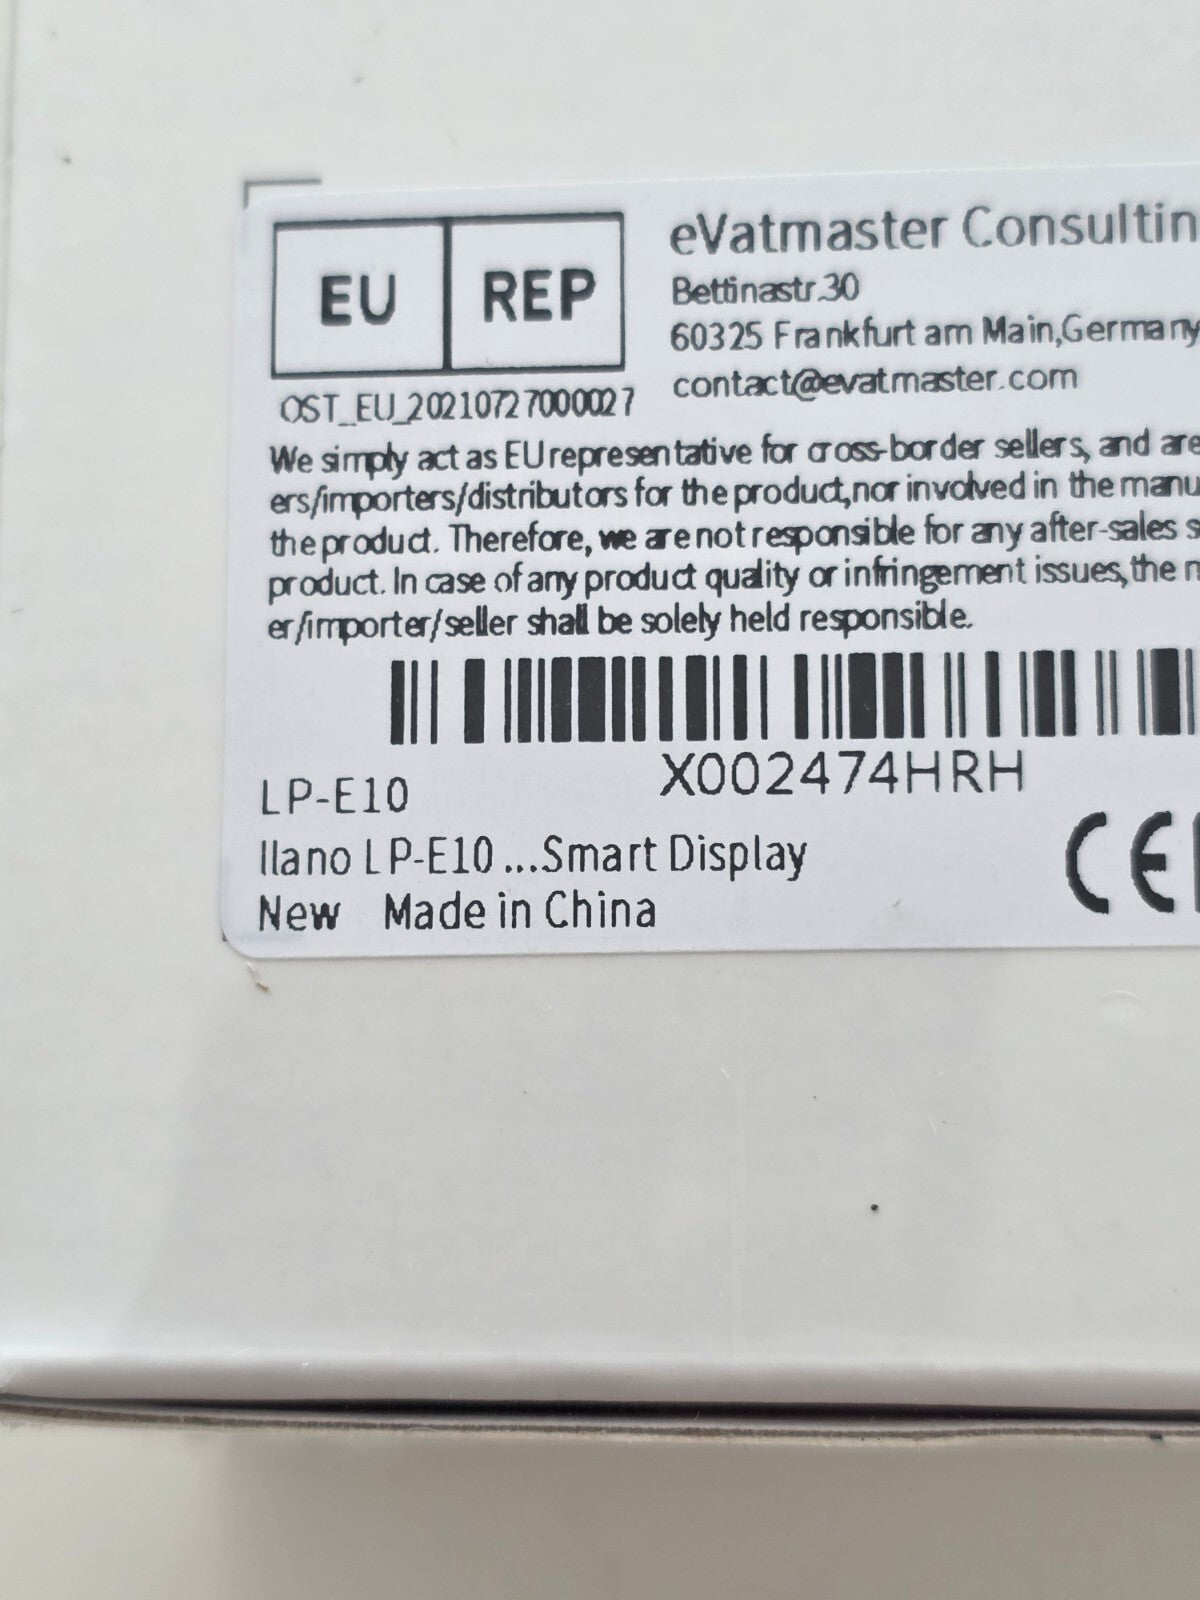 EU REP
eVatmaster Consultin
Bettinastr.30
60325 Frankfurt am Main,Germany
contact@evatmaster.com
OST_EU_20210727000027
We simply act as EU representative for cross-border sellers, and are
ers/importers/distributors for the product,nor involved in the manu
the product. Therefore, we are not responsible for any after-sales s
product. In case of any product quality or infringement issues,the m
er/importer/seller shall be solely held responsible.
X002474HRH
LP-E10
llano LP-E10 ...Smart Display
New Made in China
CE